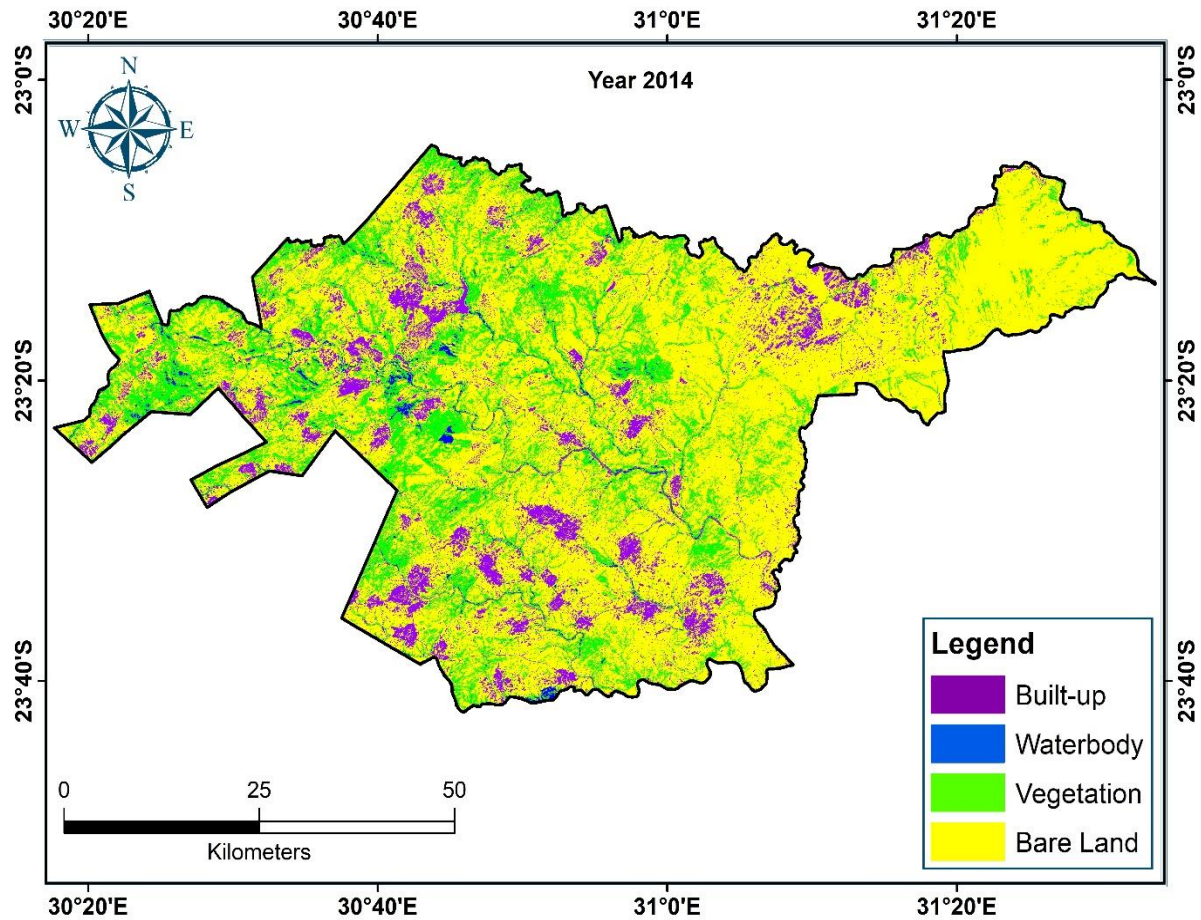 30°20'E 30°40'E 31°0'E 31°20'E
23°0'S 23°0'S
Year 2014
N
W E
S
23°20'S 23°20'S
23°40'S 23°40'S
Legend
Built-up
Waterbody
Vegetation
Bare Land
0 25 50
Kilometers
30°20'E 30°40'E 31°0'E 31°20'E